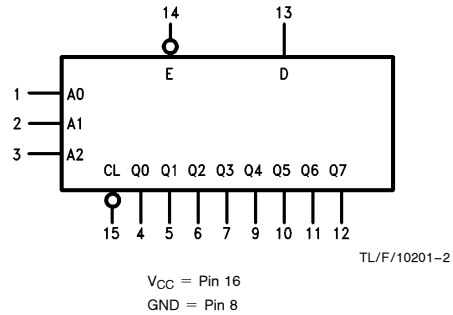 14 13
E D
1 A0
2 A1
3 A2
CL Q0 Q1 Q2 Q3 Q4 Q5 Q6 Q7
15 4 5 6 7 9 10 11 12
TL/F/10201–2
VCC = Pin 16
GND = Pin 8